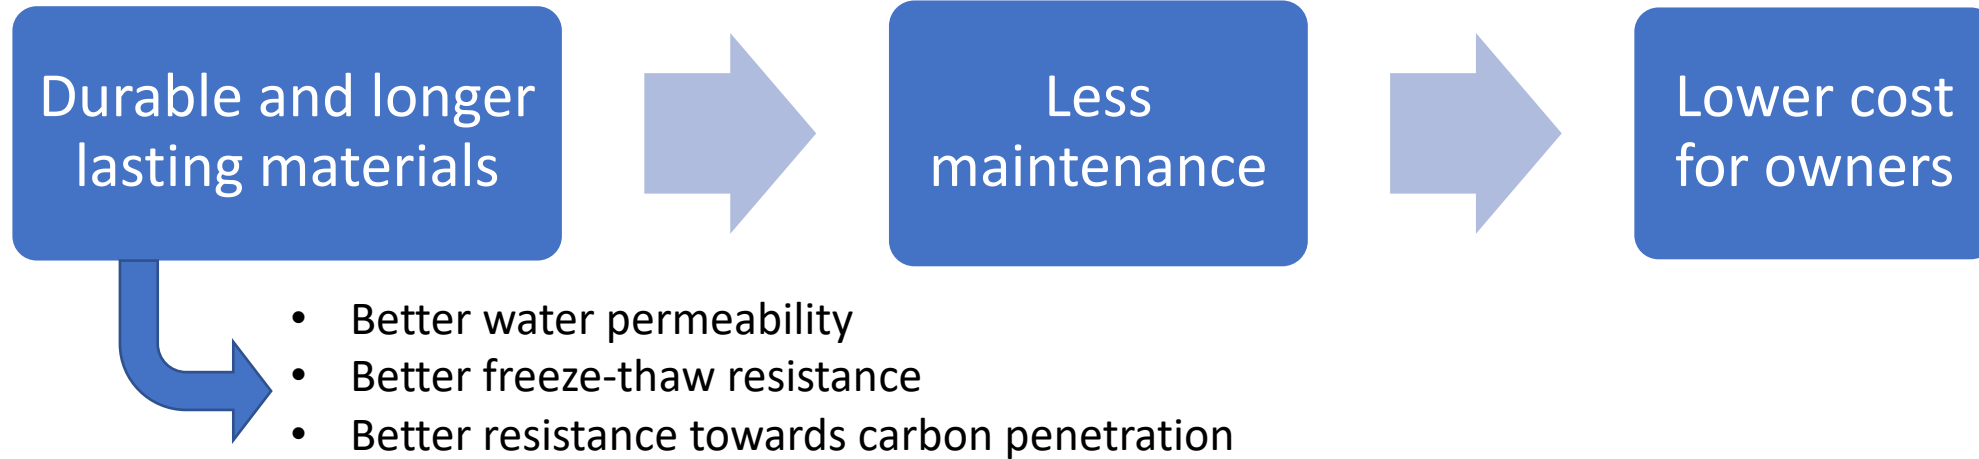 Durable and longer
lasting materials
Less
maintenance
Lower cost
for owners
• Better water permeability
• Better freeze-thaw resistance
• Better resistance towards carbon penetration